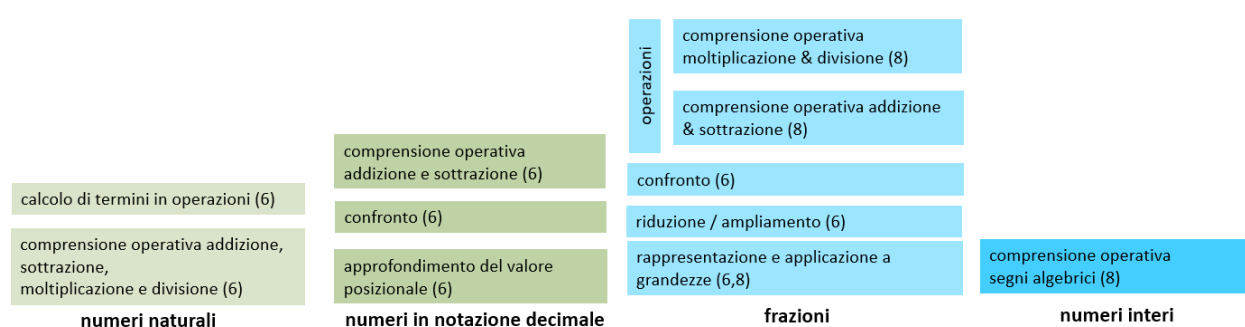 calcolo di termini in operazioni (6)
comprensione operativa addizione,
sottrazione,
moltiplicazione e divisione (6)
numeri naturali
comprensione operativa
addizione e sottrazione (6)
confronto (6)
approfondimento del valore
posizionale (6)
numeri in notazione decimale
operazioni
comprensione operativa
moltiplicazione & divisione (8)
comprensione operativa addizione
& sottrazione (8)
confronto (6)
riduzione / ampliamento (6)
rappresentazione e applicazione a
grandezze (6,8)
frazioni
comprensione operativa
segni algebrici (8)
numeri interi